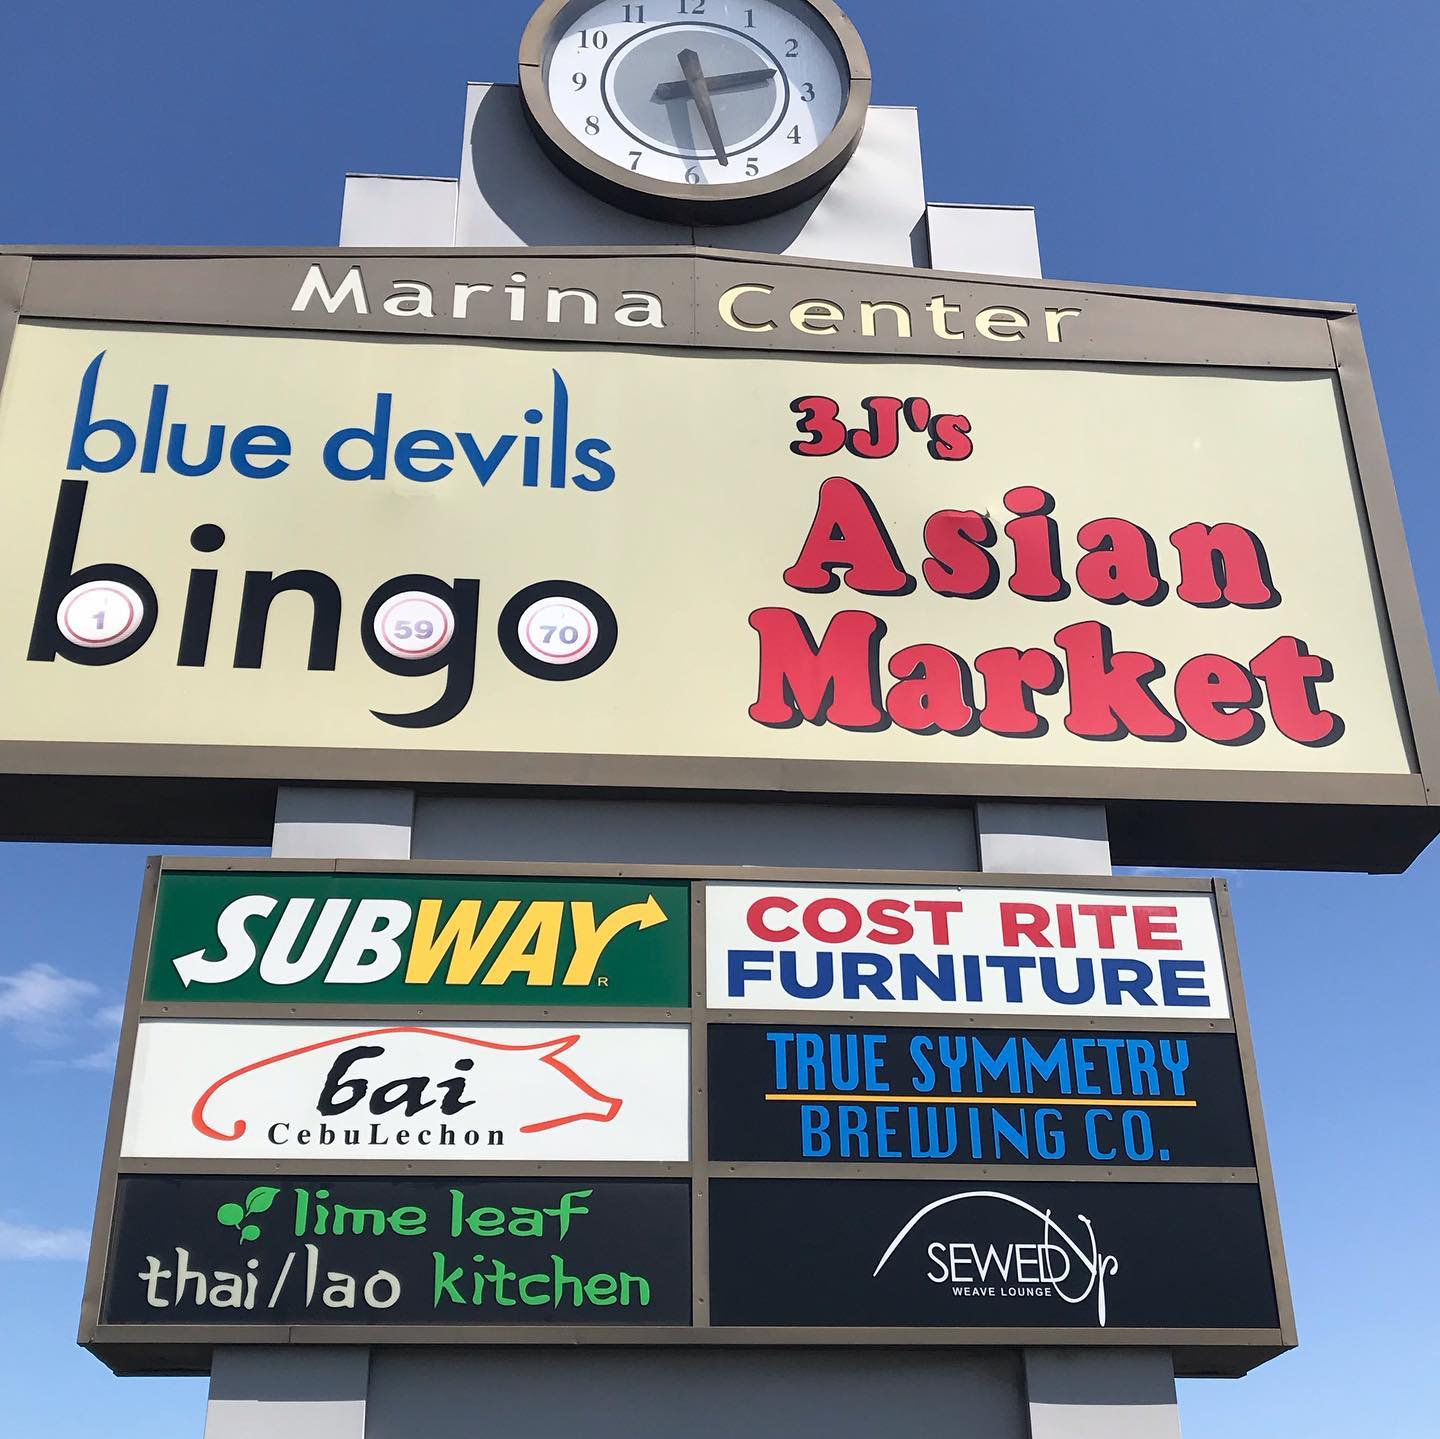 11 12 1
10 2
9 3
8 4
7 6 5
Marina Center
blue devils
bingo
1 59 70
3J's
Asian
Market
SUBWAY
R
COST RITE
FURNITURE
bai
CebuLechon
TRUE SYMMETRY
BREWING CO.
lime leaf
thai/lao kitchen
SEWED Up
WEAVE LOUNGE